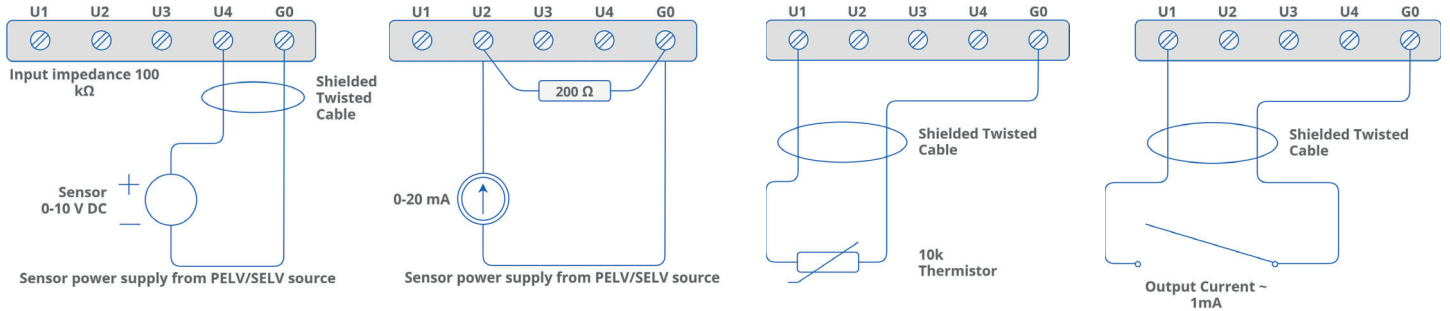 U1 U2 U3 U4 G0
Input impedance 100
kΩ
Shielded
Twisted
Cable
Sensor
0-10 V DC
+
—
Sensor power supply from PELV/SELV source
U1 U2 U3 U4 G0
200 Ω
0-20 mA
Sensor power supply from PELV/SELV source
U1 U2 U3 U4 G0
Shielded Twisted
Cable
10k
Thermistor
U1 U2 U3 U4 G0
Shielded Twisted
Cable
Output Current ~
1mA